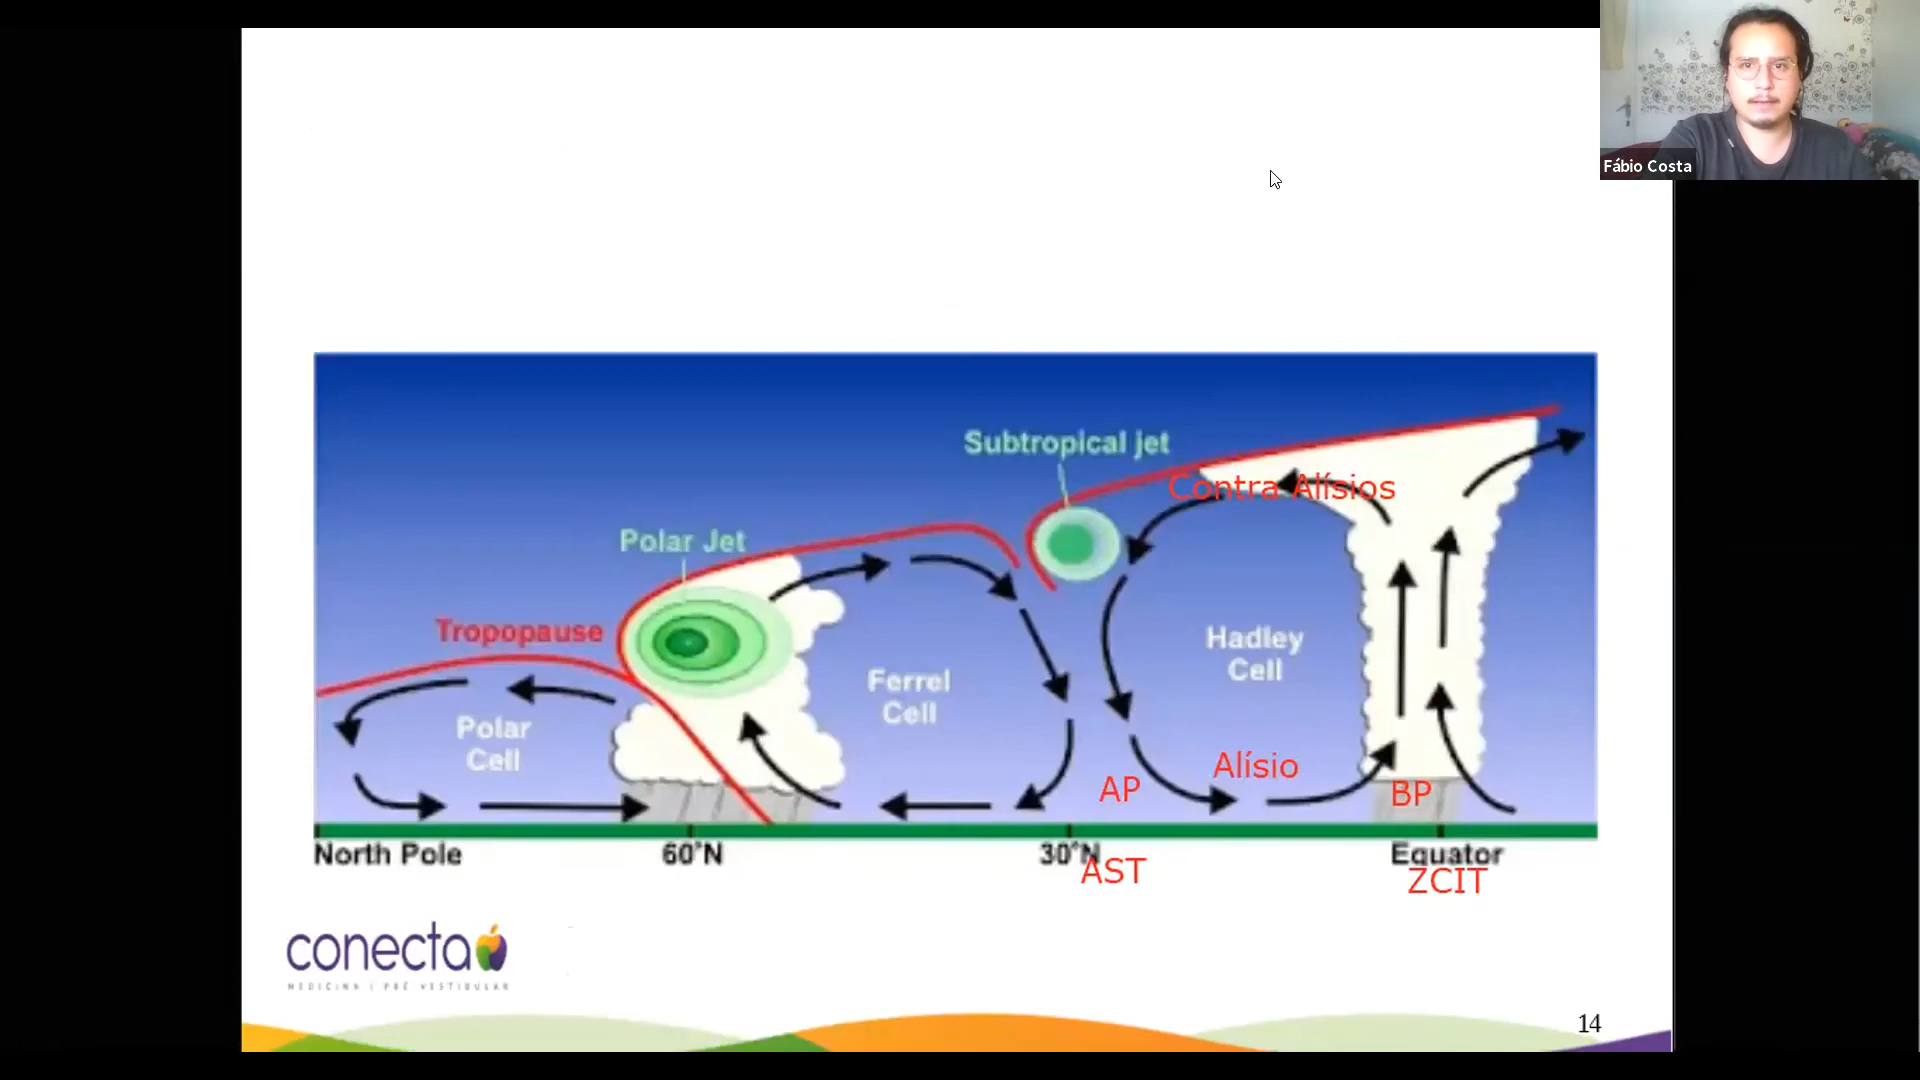 Fábio Costa
Subtropical jet
Contra Alísios
Polar Jet
Tropopause
Hadley
Cell
Ferrel
Cell
Polar
Cell
Alísio
AP
BP
North Pole
60°N
30°N
Equator
AST
ZCIT
conecta
MEDICINA | PRÉ VESTIBULAR
14